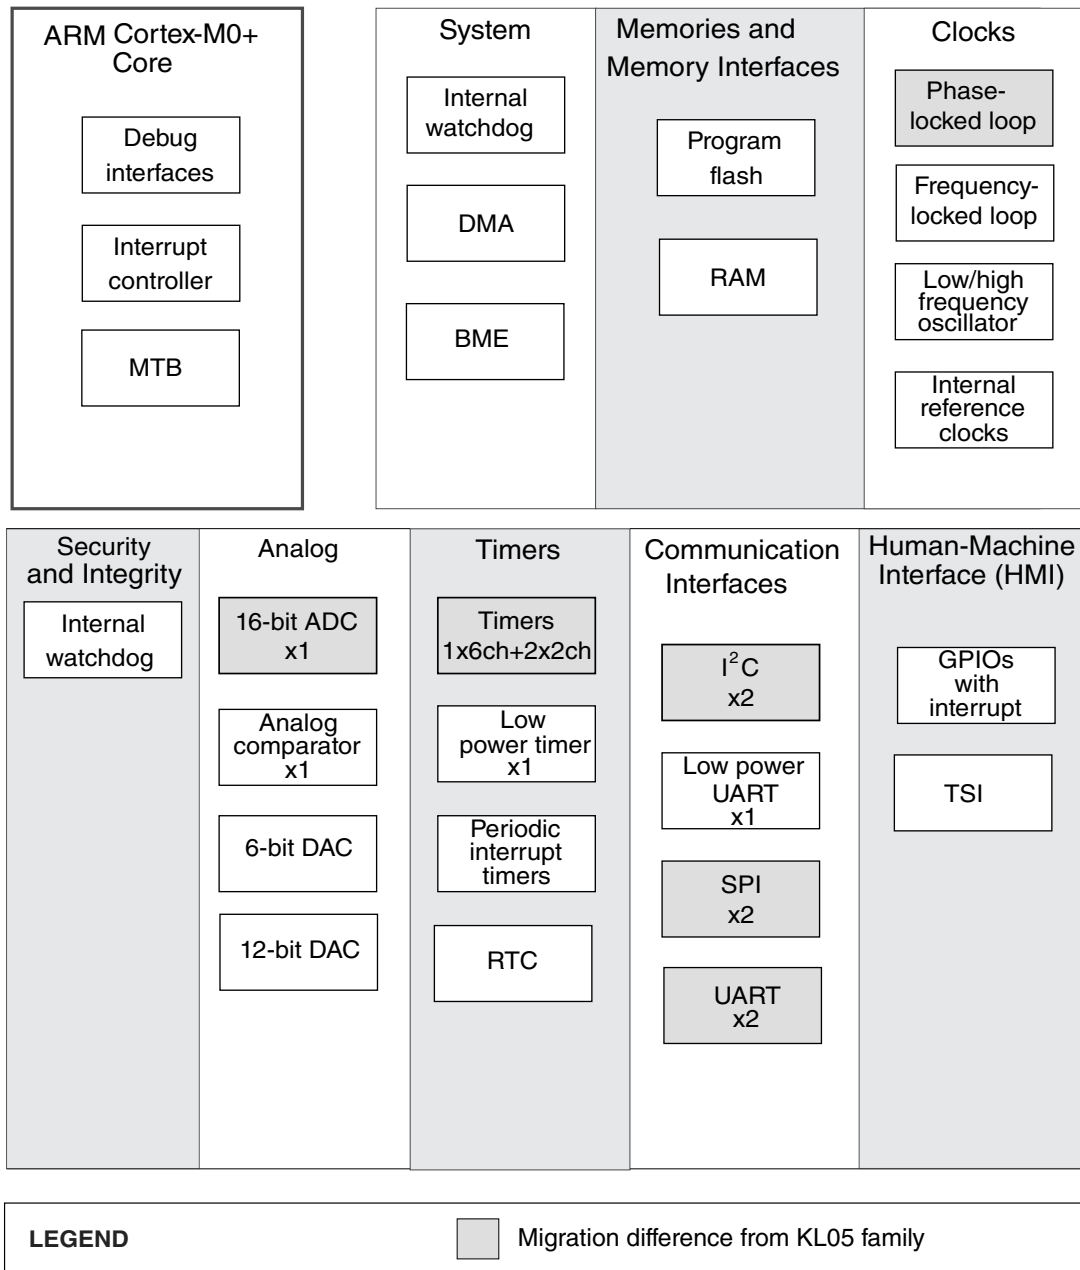 ARM Cortex-M0+
Core
Debug
interfaces
Interrupt
controller
MTB
System
Internal
watchdog
DMA
BME
Memories and
Memory Interfaces
Program
flash
RAM
Clocks
Phase-
locked loop
Frequency-
locked loop
Low/high
frequency
oscillator
Internal
reference
clocks
Security
and Integrity
Internal
watchdog
Analog
16-bit ADC
x1
Analog
comparator
x1
6-bit DAC
12-bit DAC
Timers
Timers
1x6ch+2x2ch
Low
power timer
x1
Periodic
interrupt
timers
RTC
Communication
Interfaces
I²C
x2
Low power
UART
x1
SPI
x2
UART
x2
Human-Machine
Interface (HMI)
GPIOs
with
interrupt
TSI
LEGEND
Migration difference from KL05 family